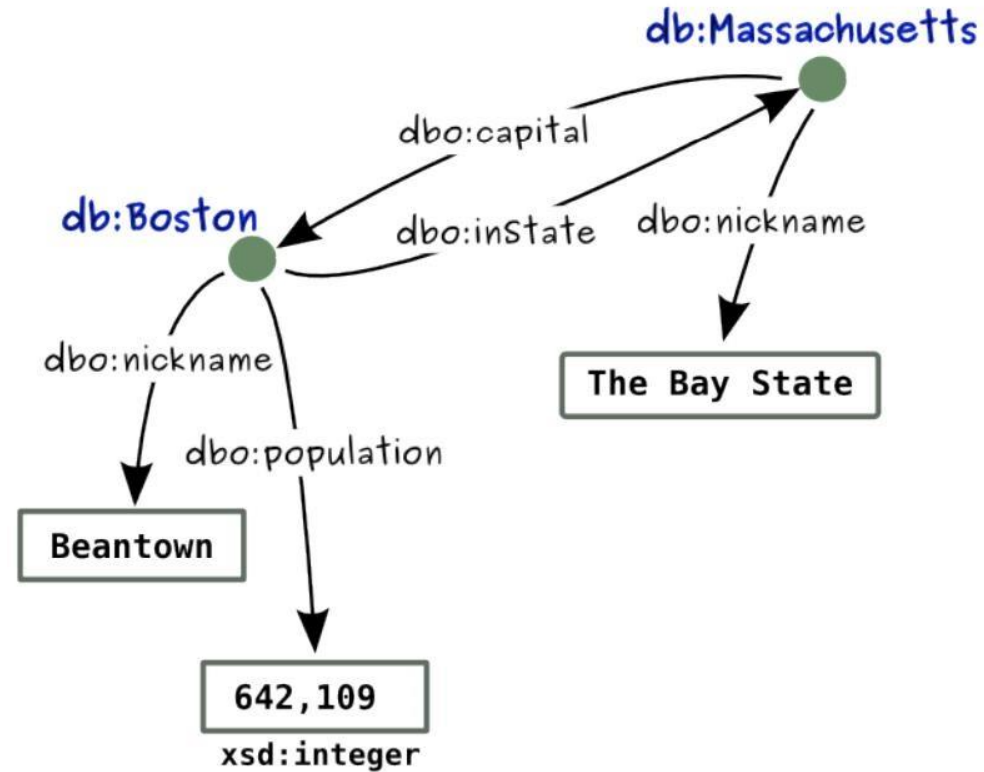 db:Massachusetts
dbo:capital
db:Boston
dbo:inState
dbo:nickname
dbo:nickname
The Bay State
dbo:population
Beantown
642,109
xsd:integer